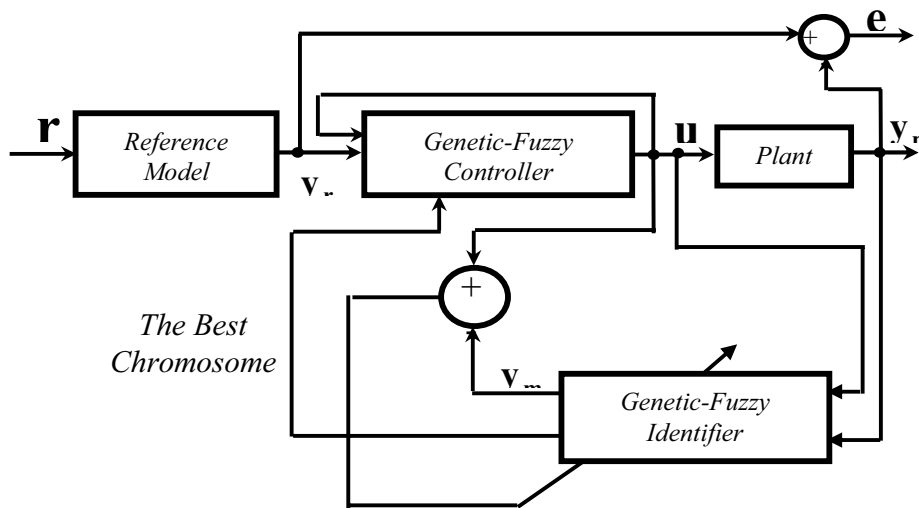 e
+
r
Reference
Model
Genetic-Fuzzy
Controller
u
Plant
+
The Best
Chromosome
Genetic-Fuzzy
Identifier